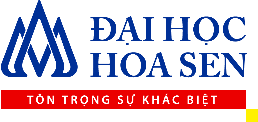 ĐẠI HỌC
HOA SEN
TÔN TRỌNG SỰ KHÁC BIỆT